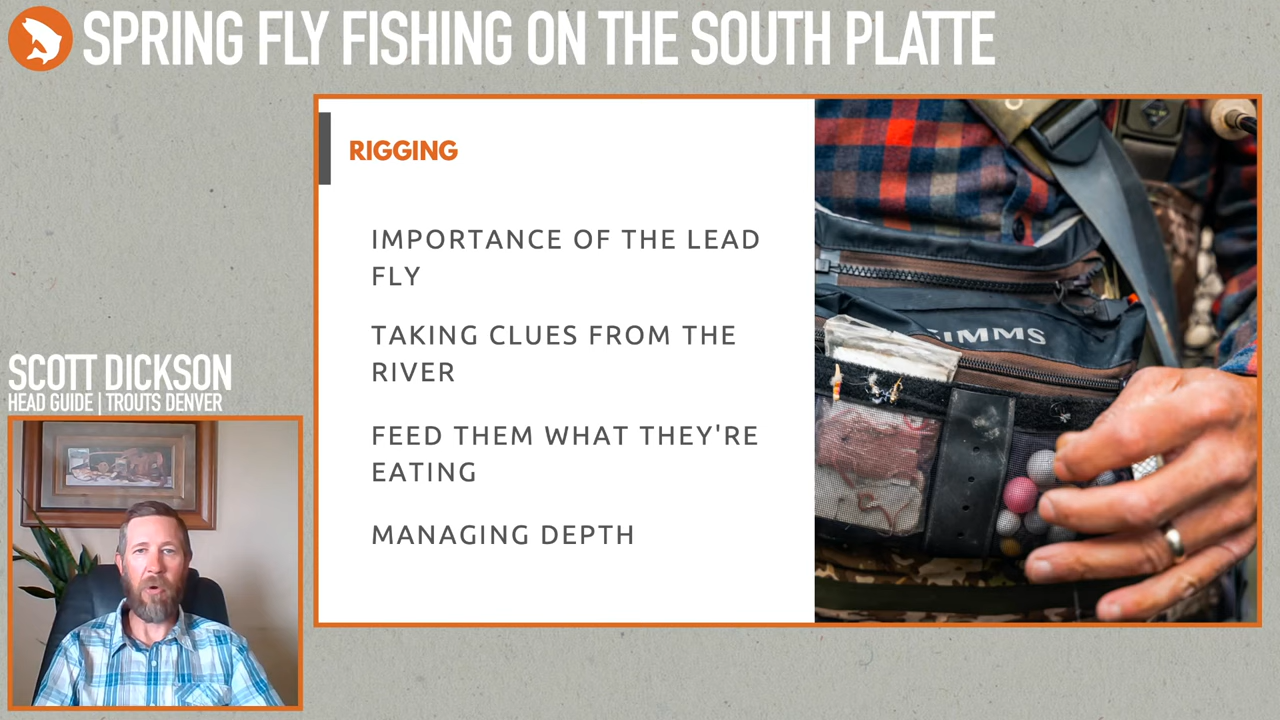 SPRING FLY FISHING ON THE SOUTH PLATTE
RIGGING
IMPORTANCE OF THE LEAD
FLY
TAKING CLUES FROM THE
RIVER
FEED THEM WHAT THEY'RE
EATING
MANAGING DEPTH
SIMMS
SCOTT DICKSON
HEAD GUIDE | TROUTS DENVER